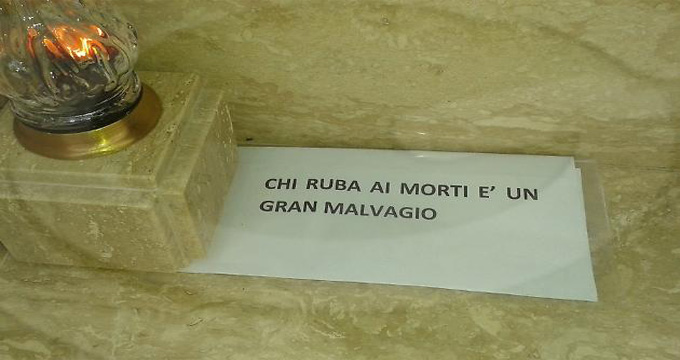 CHI RUBA AI MORTI E' UN
GRAN MALVAGIO